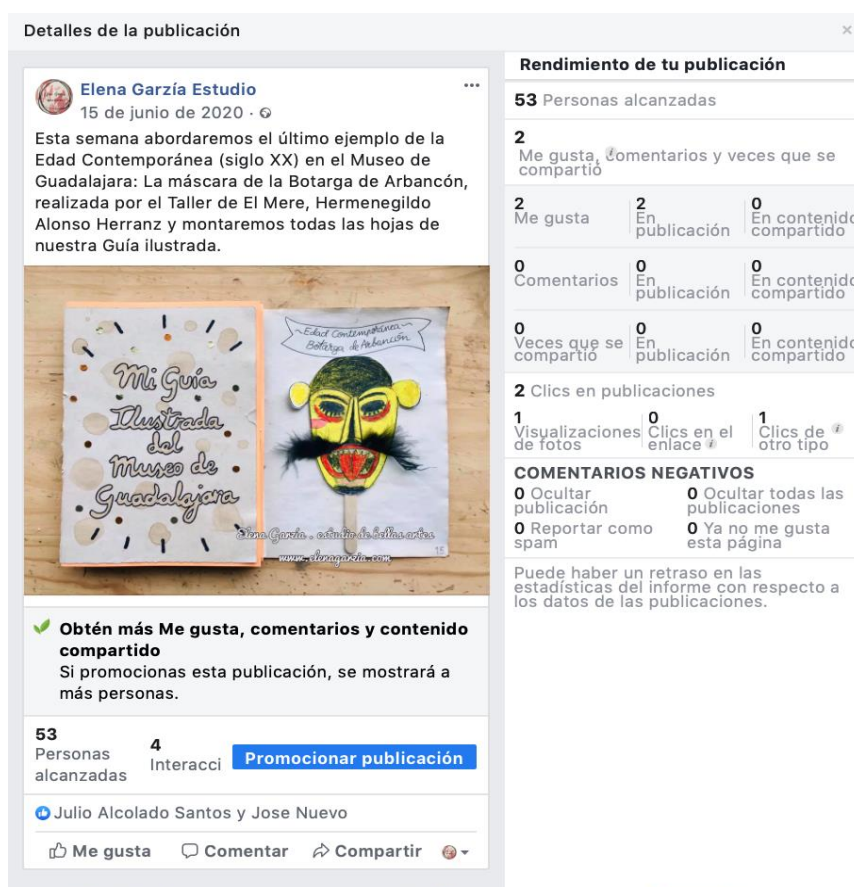 Detalles de la publicación
×
Elena Garzía Estudio
15 de junio de 2020 ·
Esta semana abordaremos el último ejemplo de la
Edad Contemporánea (siglo XX) en el Museo de
Guadalajara: La máscara de la Botarga de Arbancón,
realizada por el Taller de El Mere, Hermenegildo
Alonso Herranz y montaremos todas las hojas de
nuestra Guía ilustrada.
Mi Guía
Ilustrada
del
Museo de
Guadalajara
Edad Contemporánea
Botarga de Arbancón
Elena Garzía . estudio de bellas artes
www.elenagarzia.com
15
Obtén más Me gusta, comentarios y contenido
compartido
Si promocionas esta publicación, se mostrará a
más personas.
53
Personas
alcanzadas
4
Interacci
Promocionar publicación
Julio Alcolado Santos y Jose Nuevo
Me gusta Comentar Compartir
Rendimiento de tu publicación
53 Personas alcanzadas
2
Me gusta, comentarios y veces que se
compartió
2 2 0
Me gusta En En contenido
publicación compartido
0 0 0
Comentarios En En contenido
publicación compartido
0 0 0
Veces que se En En contenido
compartió publicación compartido
2 Clics en publicaciones
1 0 1
Visualizaciones Clics en el Clics de
de fotos enlace otro tipo
COMENTARIOS NEGATIVOS
0 Ocultar 0 Ocultar todas las
publicación publicaciones
0 Reportar como 0 Ya no me gusta
spam esta página
Puede haber un retraso en las
estadísticas del informe con respecto a
los datos de las publicaciones.